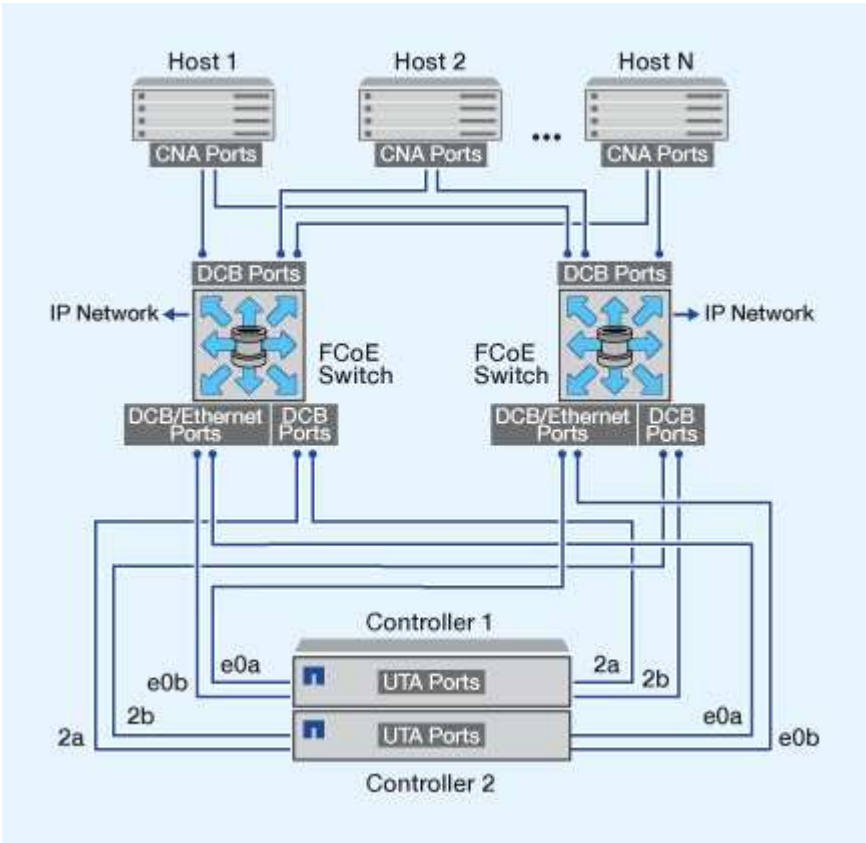 Host 1
Host 2
Host N
...
CNA Ports
CNA Ports
CNA Ports
DCB Ports
DCB Ports
IP Network
IP Network
FCoE
Switch
FCoE
Switch
DCB/Ethernet
Ports
DCB
Ports
DCB/Ethernet
Ports
DCB
Ports
Controller 1
e0a
UTA Ports
2a
e0b
2b
2b
UTA Ports
e0a
2a
e0b
Controller 2